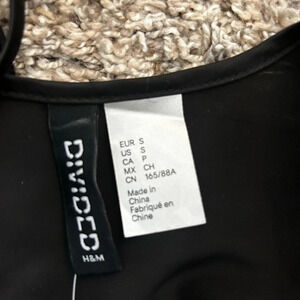 DIVIDED
H&M
EUR S
US S
CA P
MX CH
CN 165/88A
Made in
China
Fabriqué en
Chine